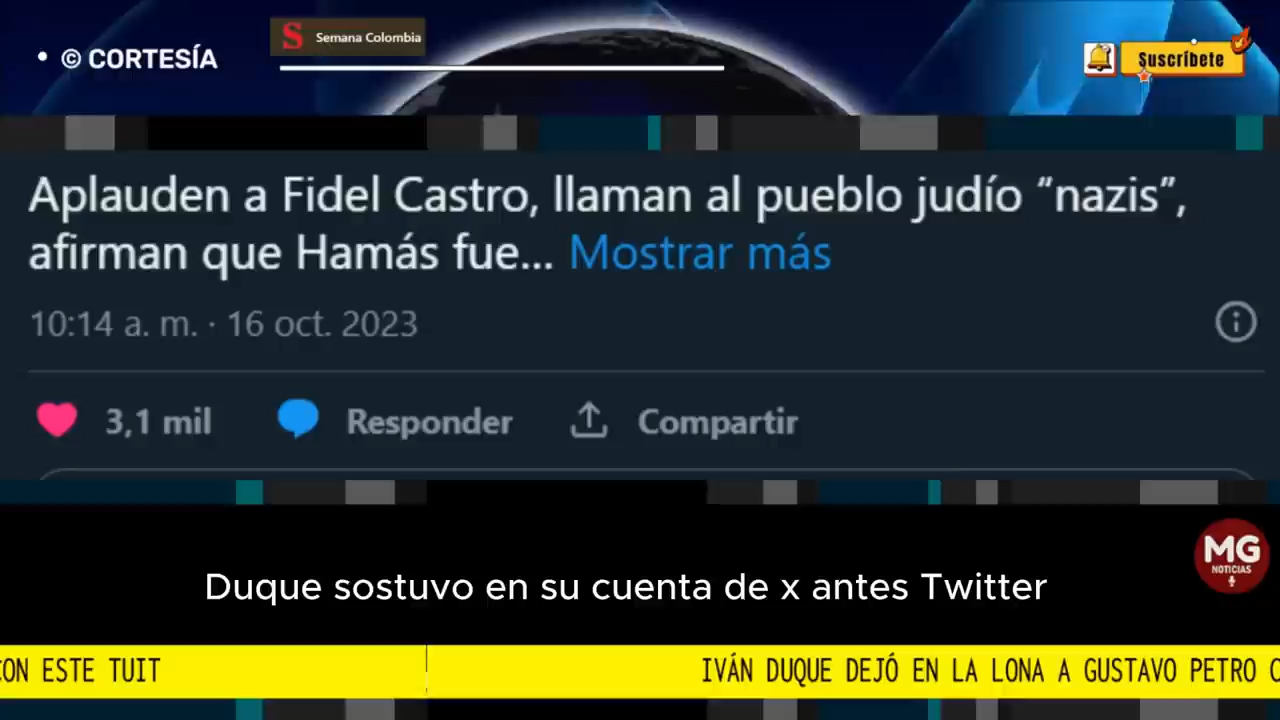 • © CORTESÍA
S Semana Colombia
Suscríbete
Aplauden a Fidel Castro, llaman al pueblo judío “nazis”,
afirman que Hamás fue... Mostrar más
10:14 a. m. · 16 oct. 2023
3,1 mil Responder Compartir
MG
NOTICIAS
Duque sostuvo en su cuenta de x antes Twitter
CON ESTE TUIT IVÁN DUQUE DEJÓ EN LA LONA A GUSTAVO PETRO C